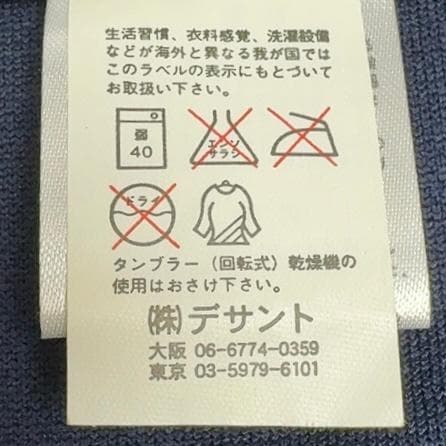 生活習慣、衣料感覚、洗濯設備
などが海外と異なる我が国では
このラベルの表示にもとづいて
お取扱い下さい。
弱
40
エンソ
サラシ
ドライ
タンブラー（回転式）乾燥機の
使用はおさけ下さい。
㈱デサント
大阪 06-6774-0359
東京 03-5979-6101